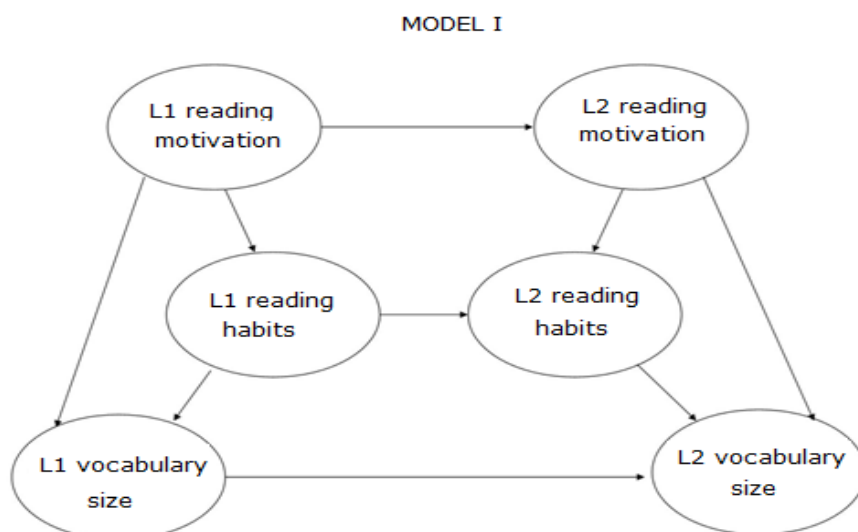 MODEL I
L1 reading
motivation
L2 reading
motivation
L1 reading
habits
L2 reading
habits
L1 vocabulary
size
L2 vocabulary
size